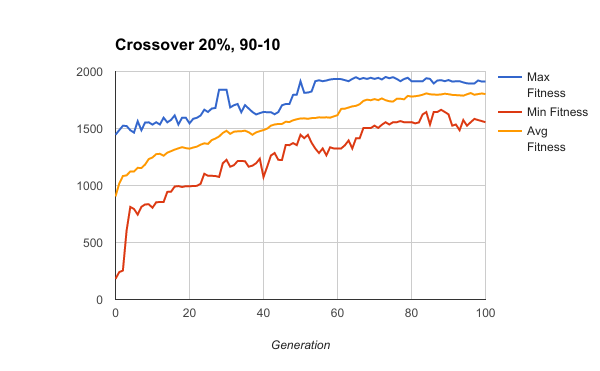 Crossover 20%, 90-10
2000
1500
1000
500
0
0 20 40 60 80 100
Generation
Max
Fitness
Min Fitness
Avg
Fitness